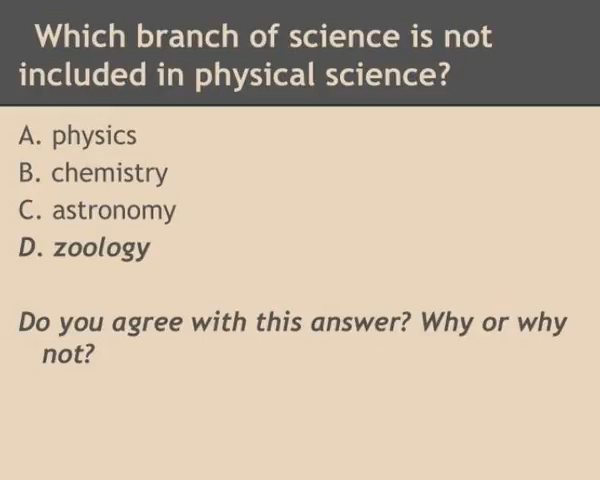 Which branch of science is not
included in physical science?
A. physics
B. chemistry
C. astronomy
D. zoology
Do you agree with this answer? Why or why
not?